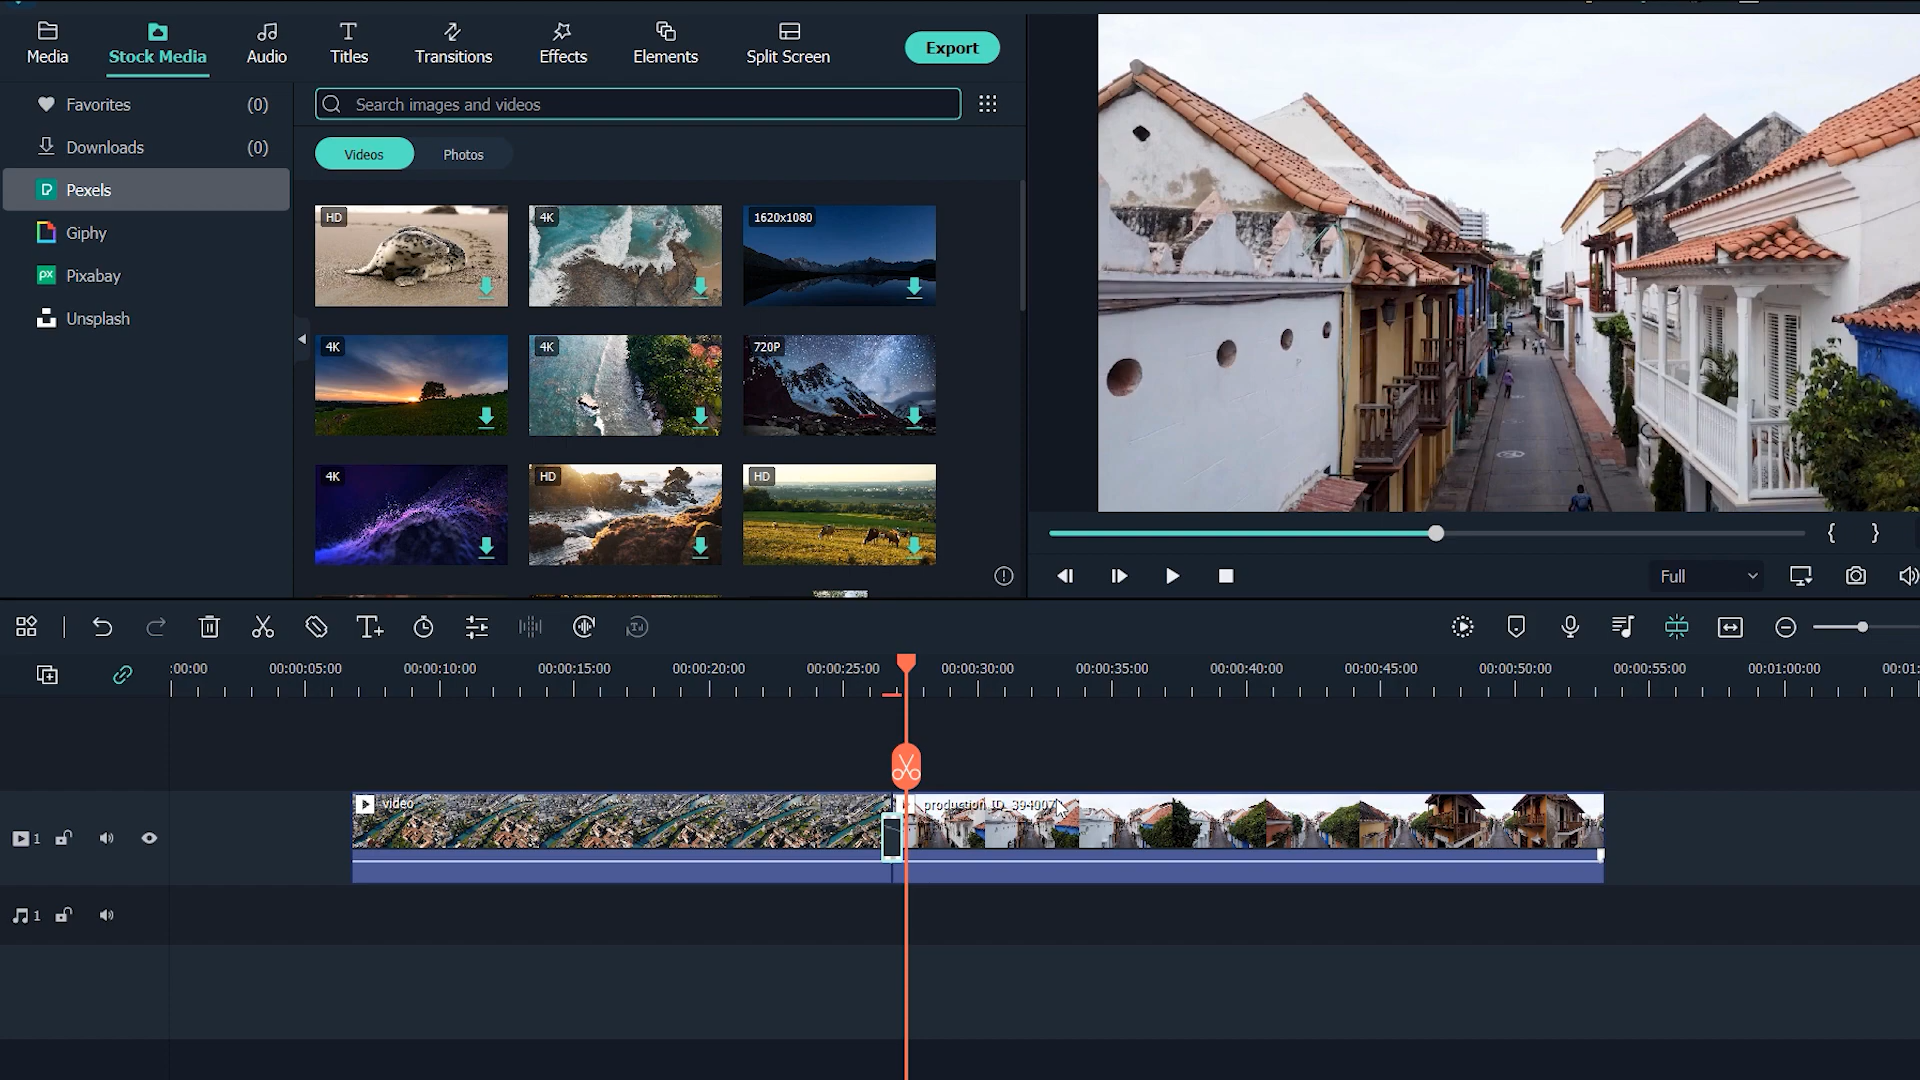 Media
Stock Media
Audio
Titles
Transitions
Effects
Elements
Split Screen
Export
Favorites (0)
Downloads (0)
Pexels
Giphy
Pixabay
Unsplash
Search images and videos
Videos
Photos
HD
4K
1620x1080
4K
4K
720P
4K
HD
HD
{ }
Full
:00:00
00:00:05:00
00:00:10:00
00:00:15:00
00:00:20:00
00:00:25:00
00:00:30:00
00:00:35:00
00:00:40:00
00:00:45:00
00:00:50:00
00:00:55:00
00:01:00:00
00:01:
video
production ID_394007
1
1